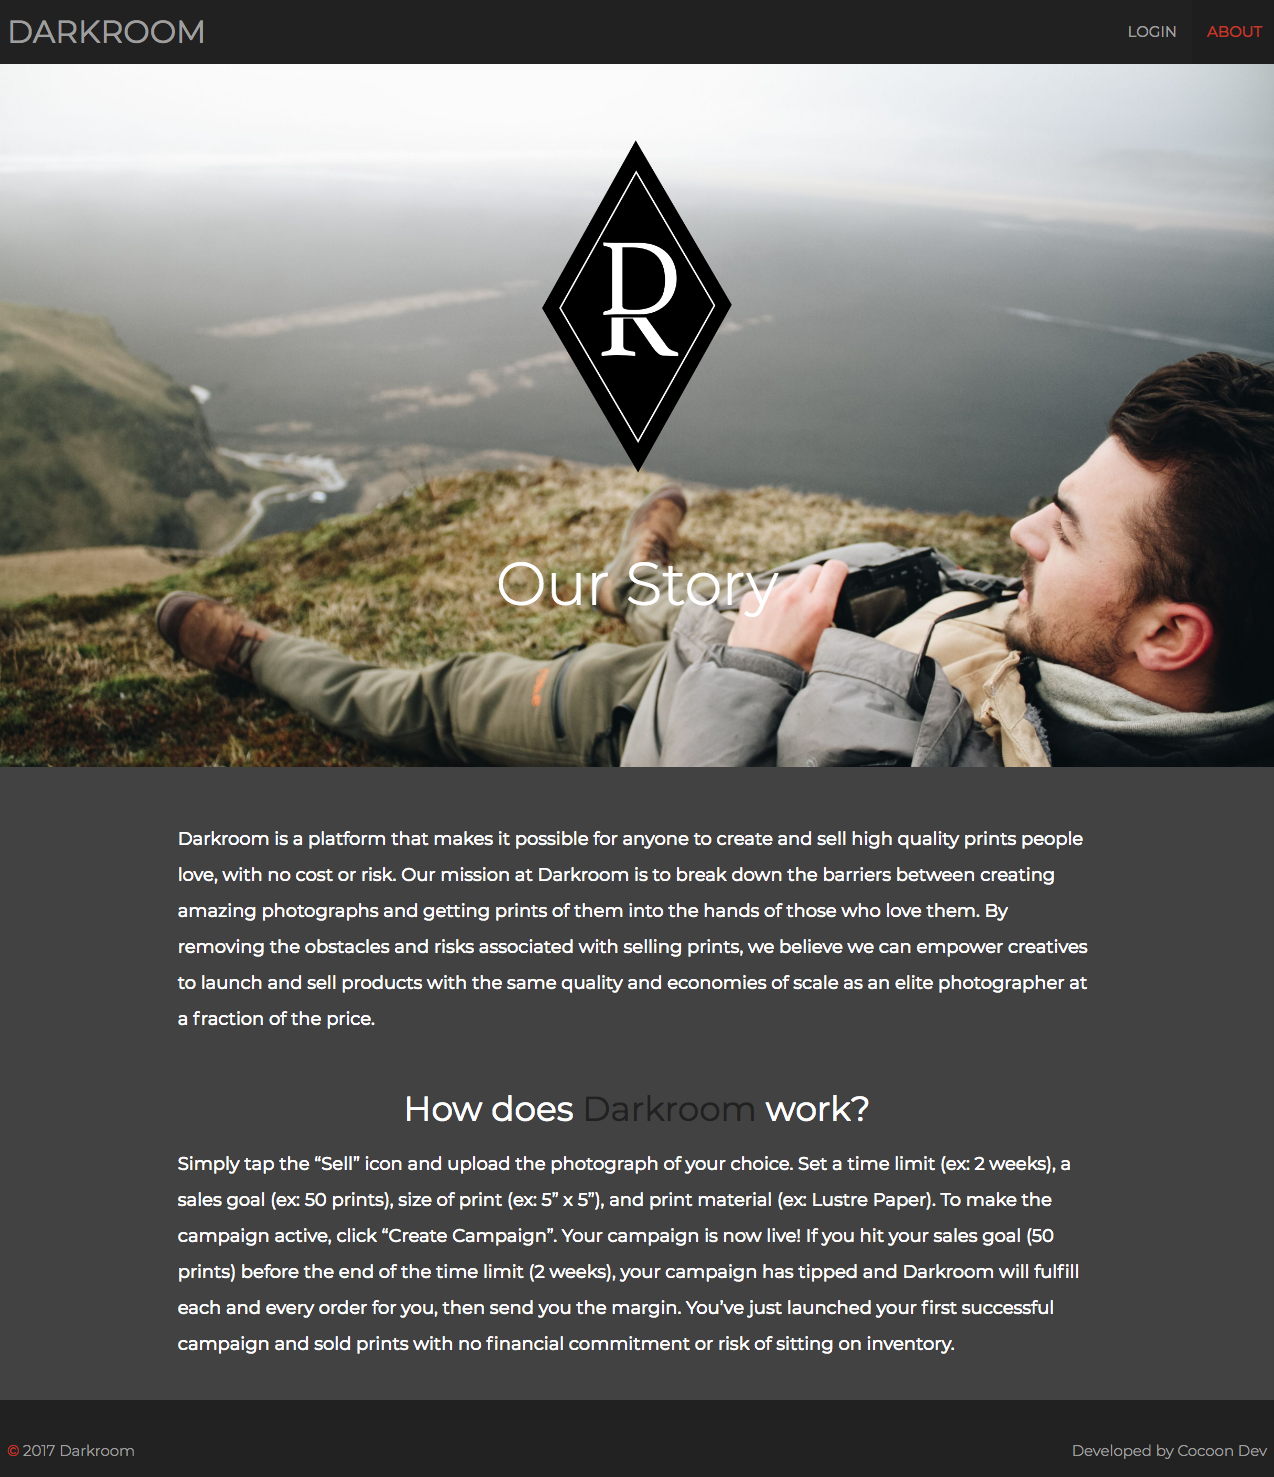 DARKROOM
LOGIN
ABOUT
DR
Our Story
Darkroom is a platform that makes it possible for anyone to create and sell high quality prints people
love, with no cost or risk. Our mission at Darkroom is to break down the barriers between creating
amazing photographs and getting prints of them into the hands of those who love them. By
removing the obstacles and risks associated with selling prints, we believe we can empower creatives
to launch and sell products with the same quality and economies of scale as an elite photographer at
a fraction of the price.
How does Darkroom work?
Simply tap the “Sell” icon and upload the photograph of your choice. Set a time limit (ex: 2 weeks), a
sales goal (ex: 50 prints), size of print (ex: 5” x 5”), and print material (ex: Lustre Paper). To make the
campaign active, click “Create Campaign”. Your campaign is now live! If you hit your sales goal (50
prints) before the end of the time limit (2 weeks), your campaign has tipped and Darkroom will fulfill
each and every order for you, then send you the margin. You’ve just launched your first successful
campaign and sold prints with no financial commitment or risk of sitting on inventory.
© 2017 Darkroom
Developed by Cocoon Dev